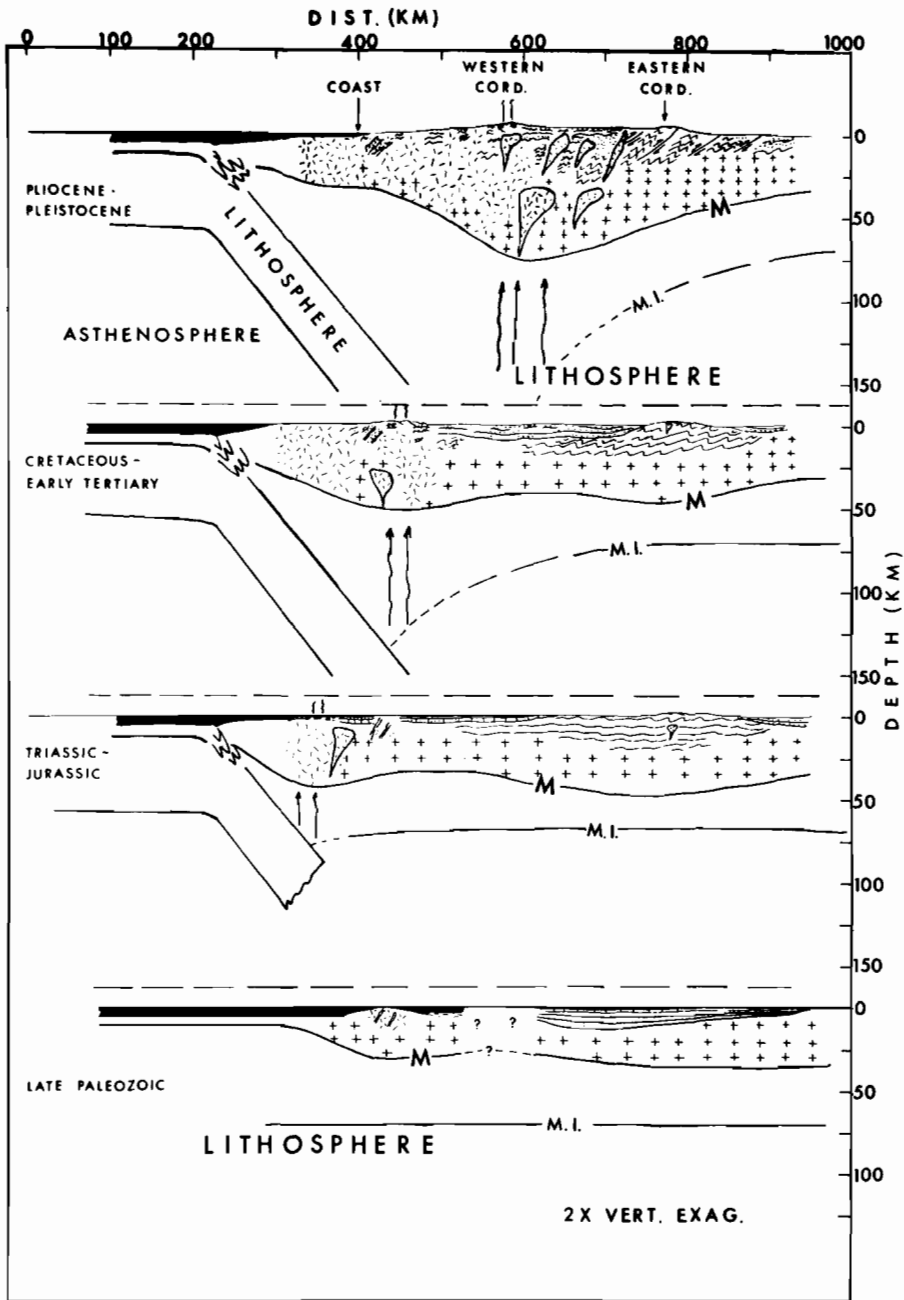 DIST. (KM)
0 100 200 400 600 800 1000
COAST
WESTERN CORD.
EASTERN CORD.
0
PLIOCENE-
PLEISTOCENE
LITHOSPHERE
M
50
M.I.
100
ASTHENOSPHERE
LITHOSPHERE
150
0
CRETACEOUS-
EARLY TERTIARY
M
50
M.I.
100
DEPTH (KM)
150
0
TRIASSIC-
JURASSIC
M
50
M.I.
100
150
0
? ?
M ?
LATE PALEOZOIC
50
M.I.
LITHOSPHERE
100
2X VERT. EXAG.